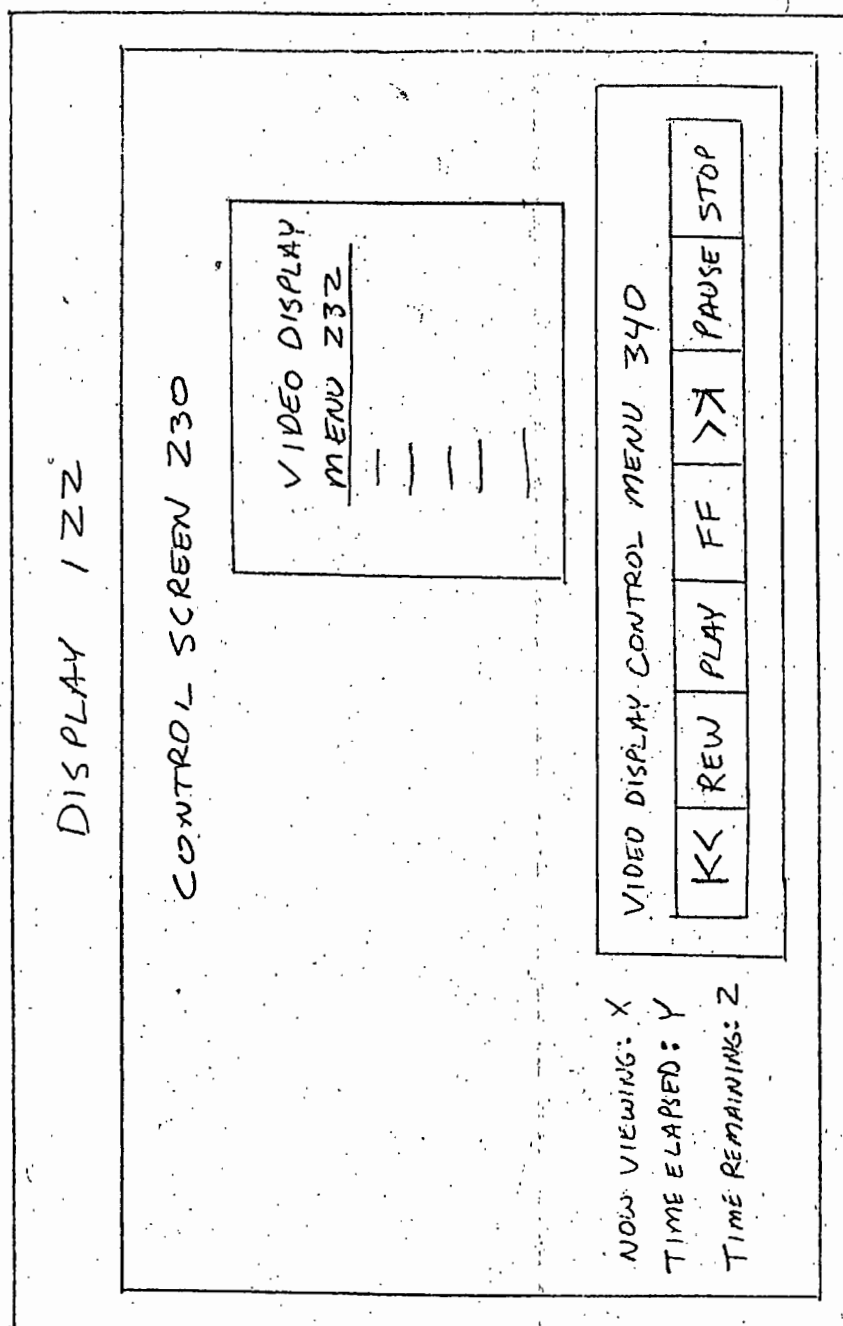 DISPLAY 122
CONTROL SCREEN 230
VIDEO DISPLAY
MENU 232
VIDEO DISPLAY CONTROL MENU 340
K< REW PLAY FF >X PAUSE STOP
NOW VIEWING: X
TIME ELAPSED: Y
TIME REMAINING: Z